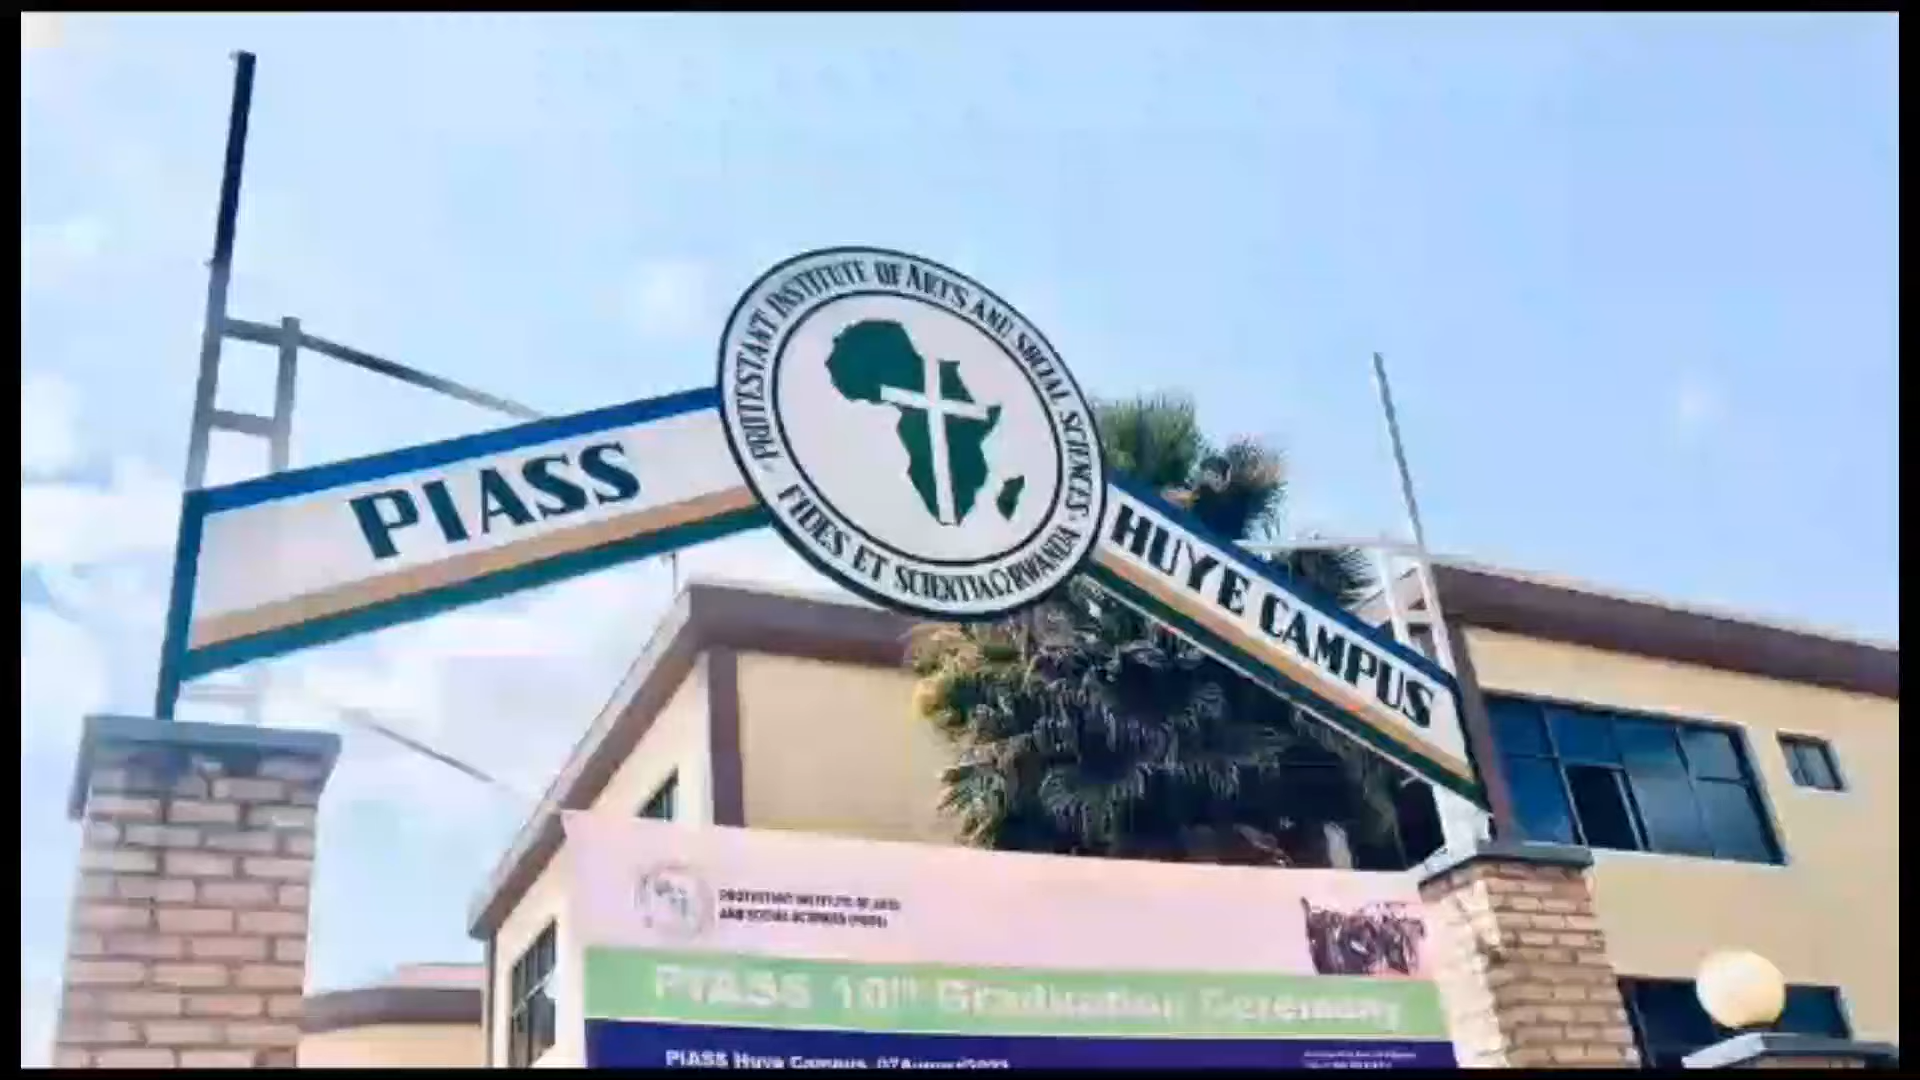 PIASS
PROTESTANT INSTITUTE OF ARTS AND SOCIAL SCIENCES
FIDES ET SCIENTIA
RWANDA
HUYE CAMPUS
PROTESTANT INSTITUTE OF ARTS
AND SOCIAL SCIENCES (PIASS)
PIASS 10th Graduation Ceremony
PIASS Huye Campus,